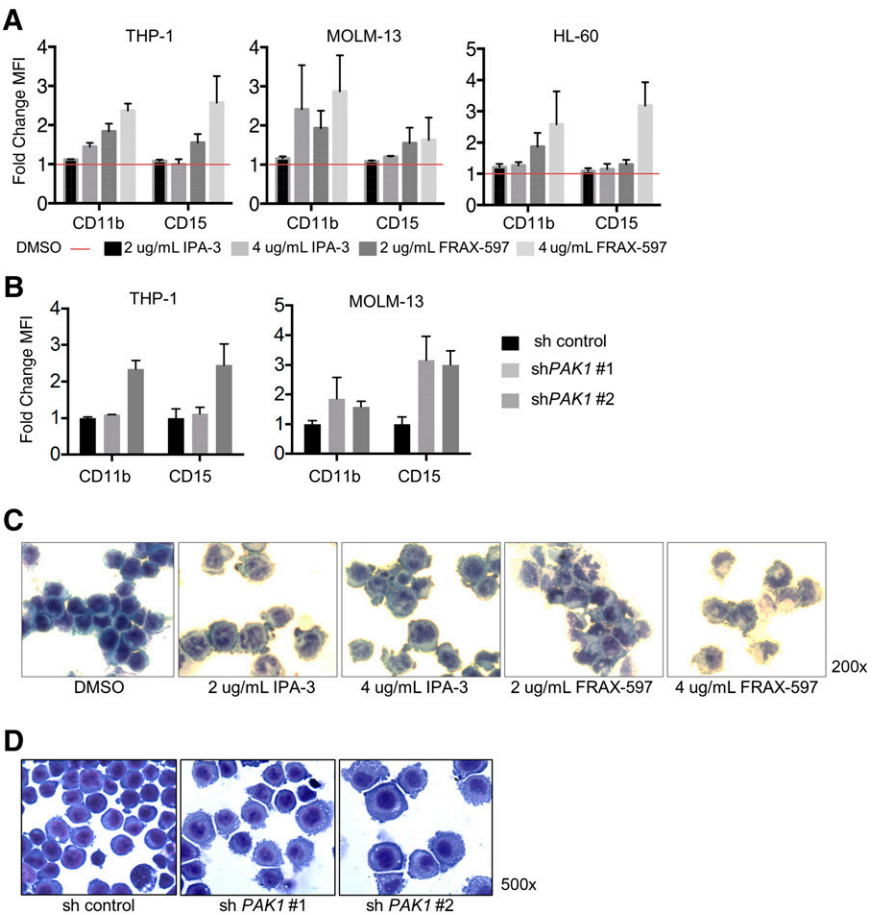 A
THP-1 MOLM-13 HL-60
Fold Change MFI
4
3
2
1
0
4
3
2
1
0
5
4
3
2
1
0
CD11b CD15 CD11b CD15 CD11b CD15
DMSO 2 ug/mL IPA-3 4 ug/mL IPA-3 2 ug/mL FRAX-597 4 ug/mL FRAX-597
B
THP-1 MOLM-13
Fold Change MFI
4
3
2
1
0
5
4
3
2
1
0
CD11b CD15 CD11b CD15
sh control
shPAK1 #1
shPAK1 #2
C
200x
DMSO 2 ug/mL IPA-3 4 ug/mL IPA-3 2 ug/mL FRAX-597 4 ug/mL FRAX-597
D
500x
sh control sh PAK1 #1 sh PAK1 #2